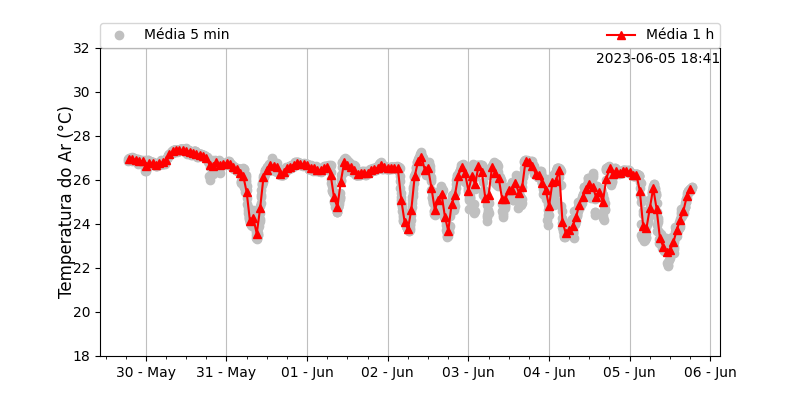 Média 5 min
Média 1 h
2023-06-05 18:41
Temperatura do Ar (°C)
32
30
28
26
24
22
20
18
30 - May
31 - May
01 - Jun
02 - Jun
03 - Jun
04 - Jun
05 - Jun
06 - Jun